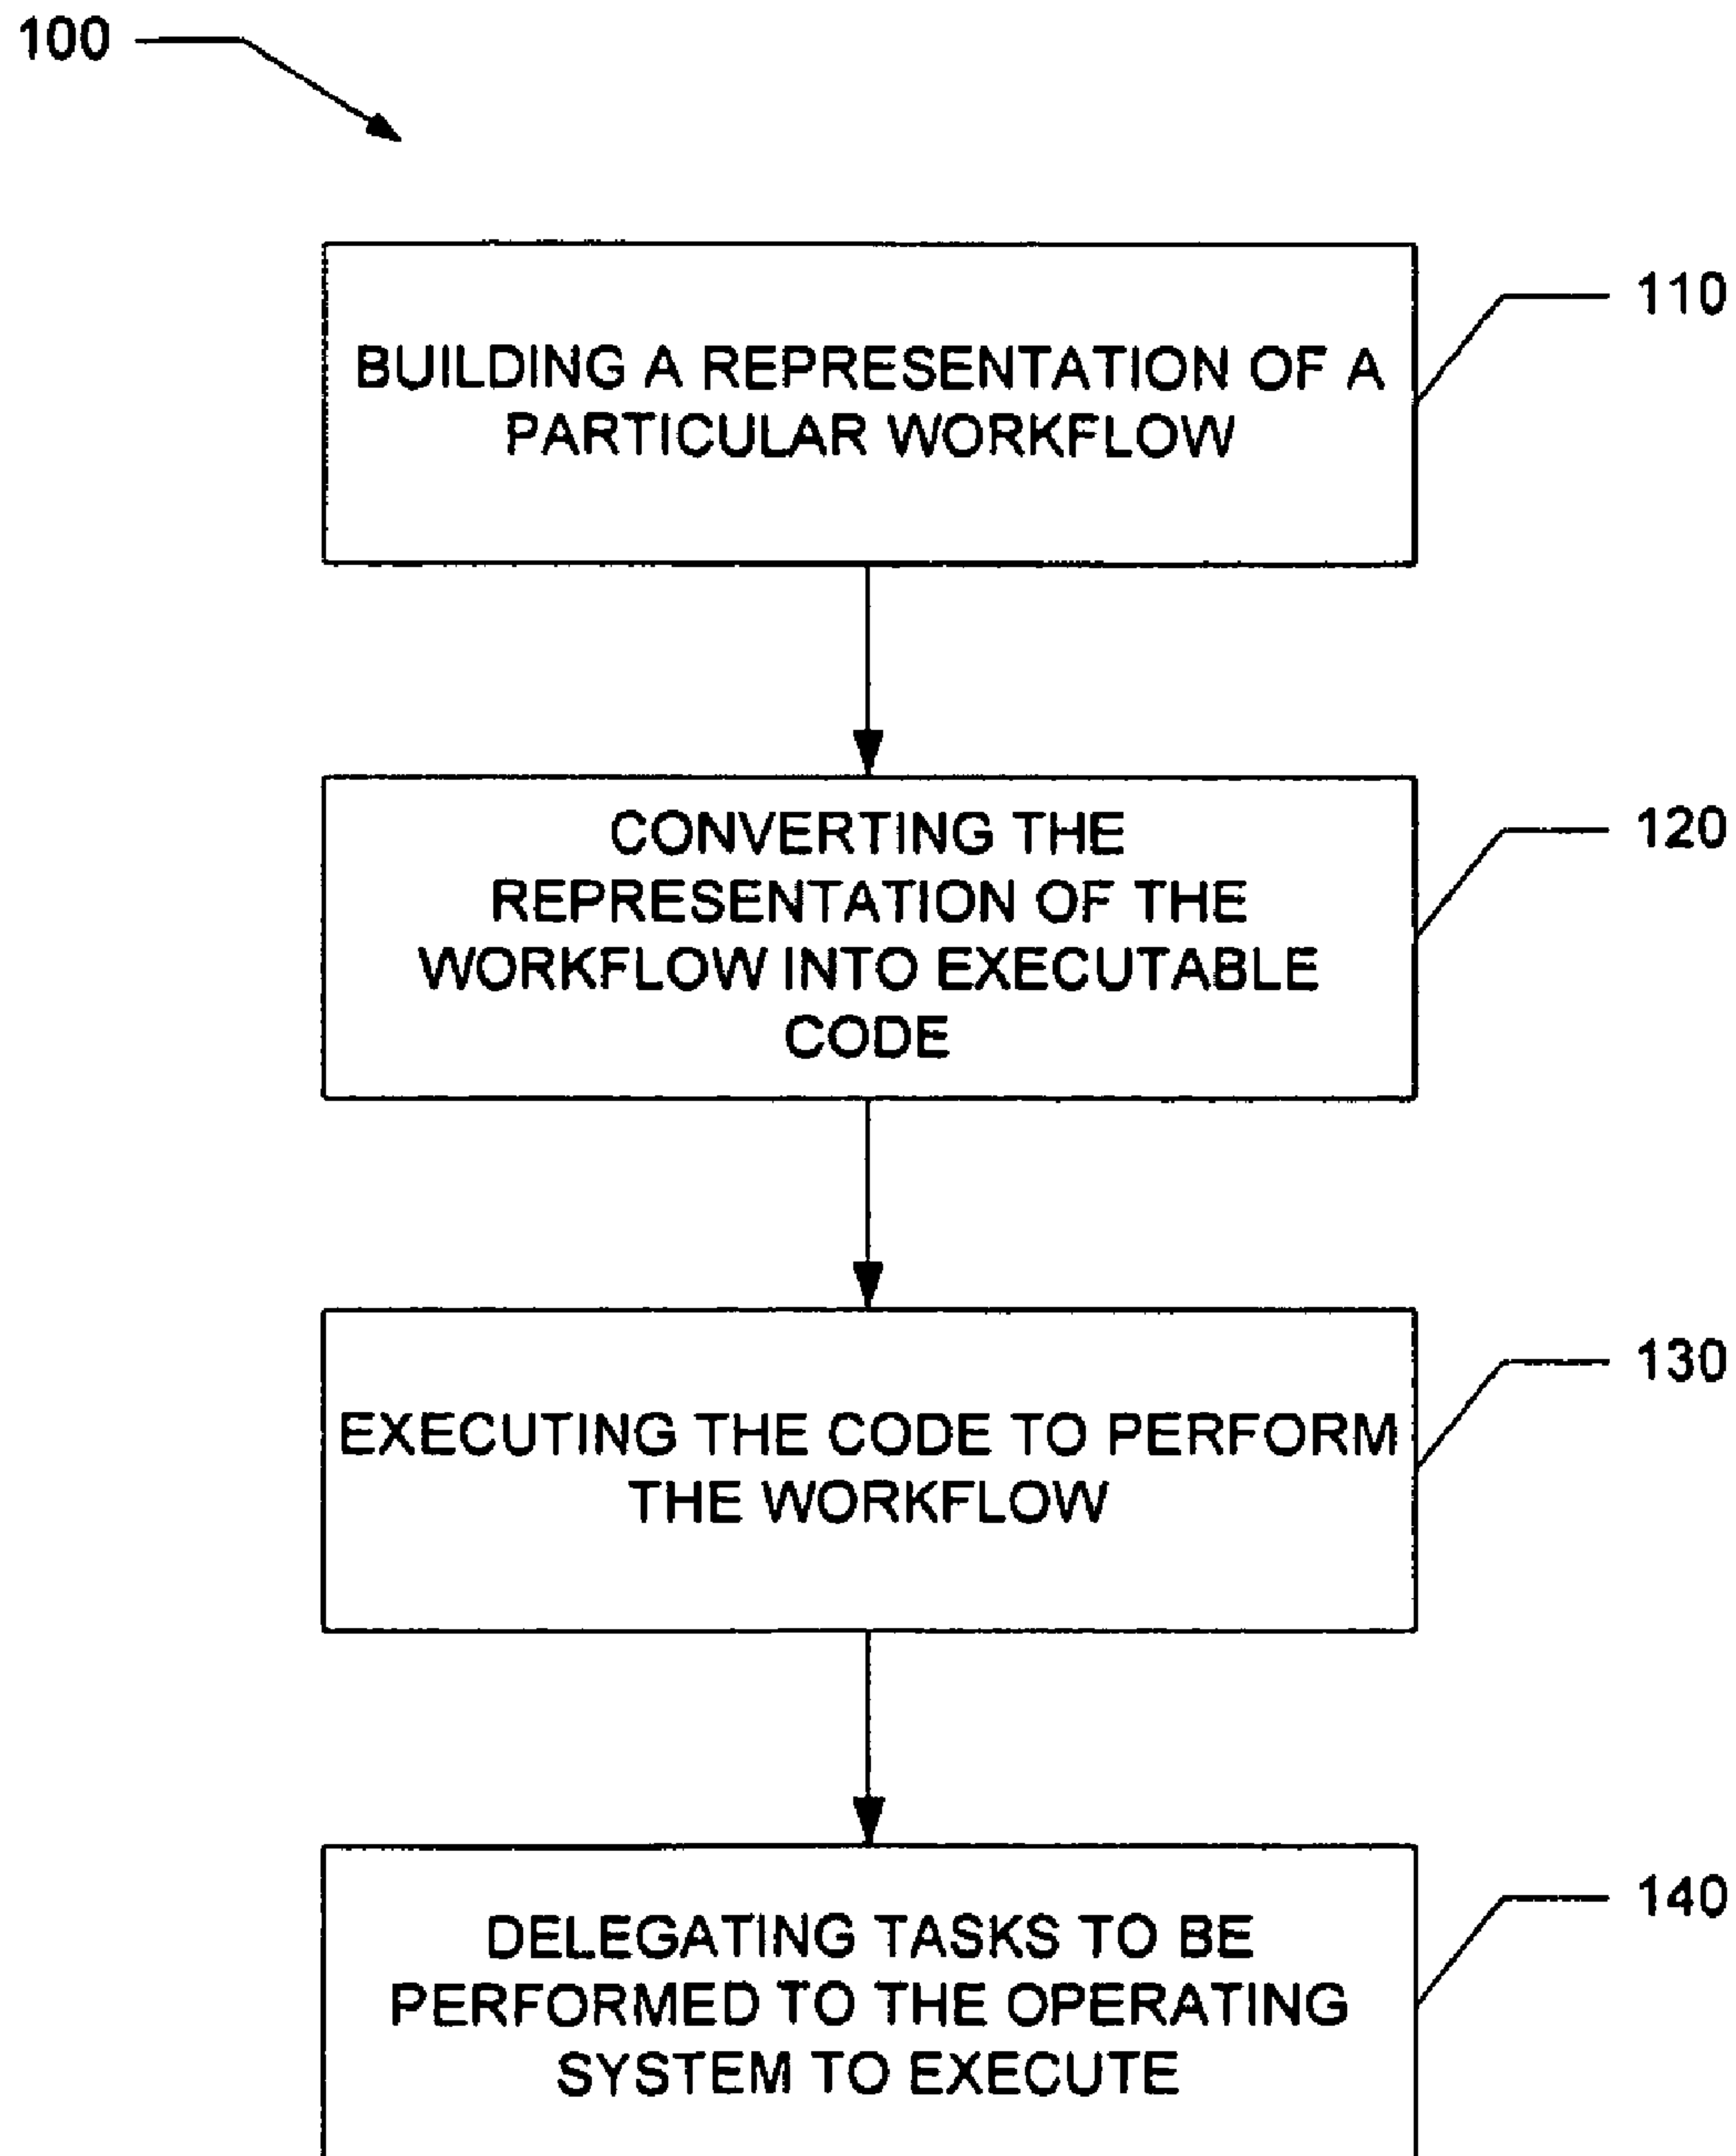 100
110
BUILDING A REPRESENTATION OF A
PARTICULAR WORKFLOW
120
CONVERTING THE
REPRESENTATION OF THE
WORKFLOW INTO EXECUTABLE
CODE
130
EXECUTING THE CODE TO PERFORM
THE WORKFLOW
140
DELEGATING TASKS TO BE
PERFORMED TO THE OPERATING
SYSTEM TO EXECUTE